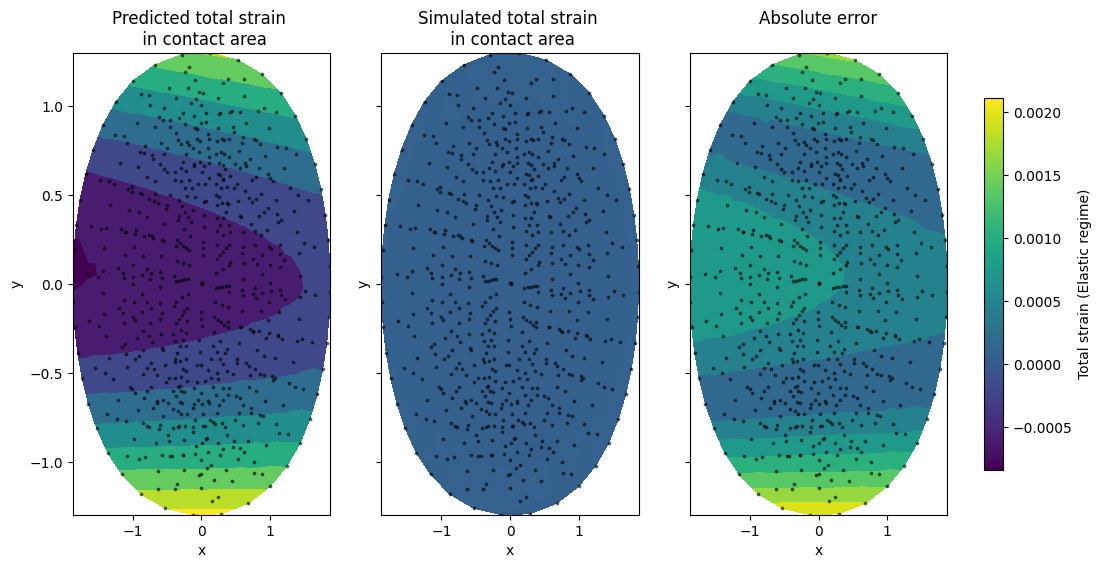 Predicted total strain
in contact area
Simulated total strain
in contact area
Absolute error
1.0
0.5
0.0
−0.5
−1.0
y
y
y
−1
0
1
−1
0
1
−1
0
1
x
x
x
0.0020
0.0015
0.0010
0.0005
0.0000
−0.0005
Total strain (Elastic regime)